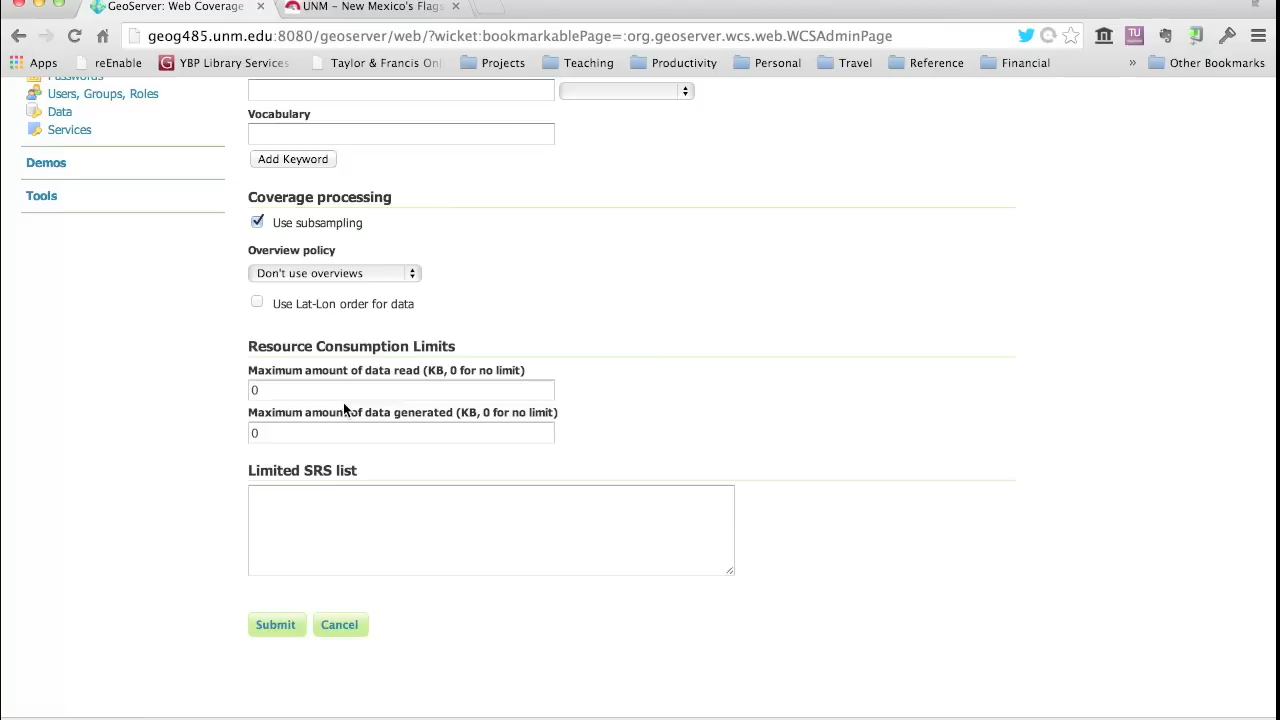 GeoServer: Web Coverage
UNM – New Mexico's Flags
geog485.unm.edu:8080/geoserver/web/?wicket:bookmarkablePage=:org.geoserver.wcs.web.WCSAdminPage
Apps reEnable YBP Library Services Taylor & Francis On Projects Teaching Productivity Personal Travel Reference Financial » Other Bookmarks
Passwords
Users, Groups, Roles
Data
Services
Demos
Tools
Vocabulary
Add Keyword
Coverage processing
Use subsampling
Overview policy
Don't use overviews
Use Lat-Lon order for data
Resource Consumption Limits
Maximum amount of data read (KB, 0 for no limit)
0
Maximum amount of data generated (KB, 0 for no limit)
0
Limited SRS list
Submit Cancel